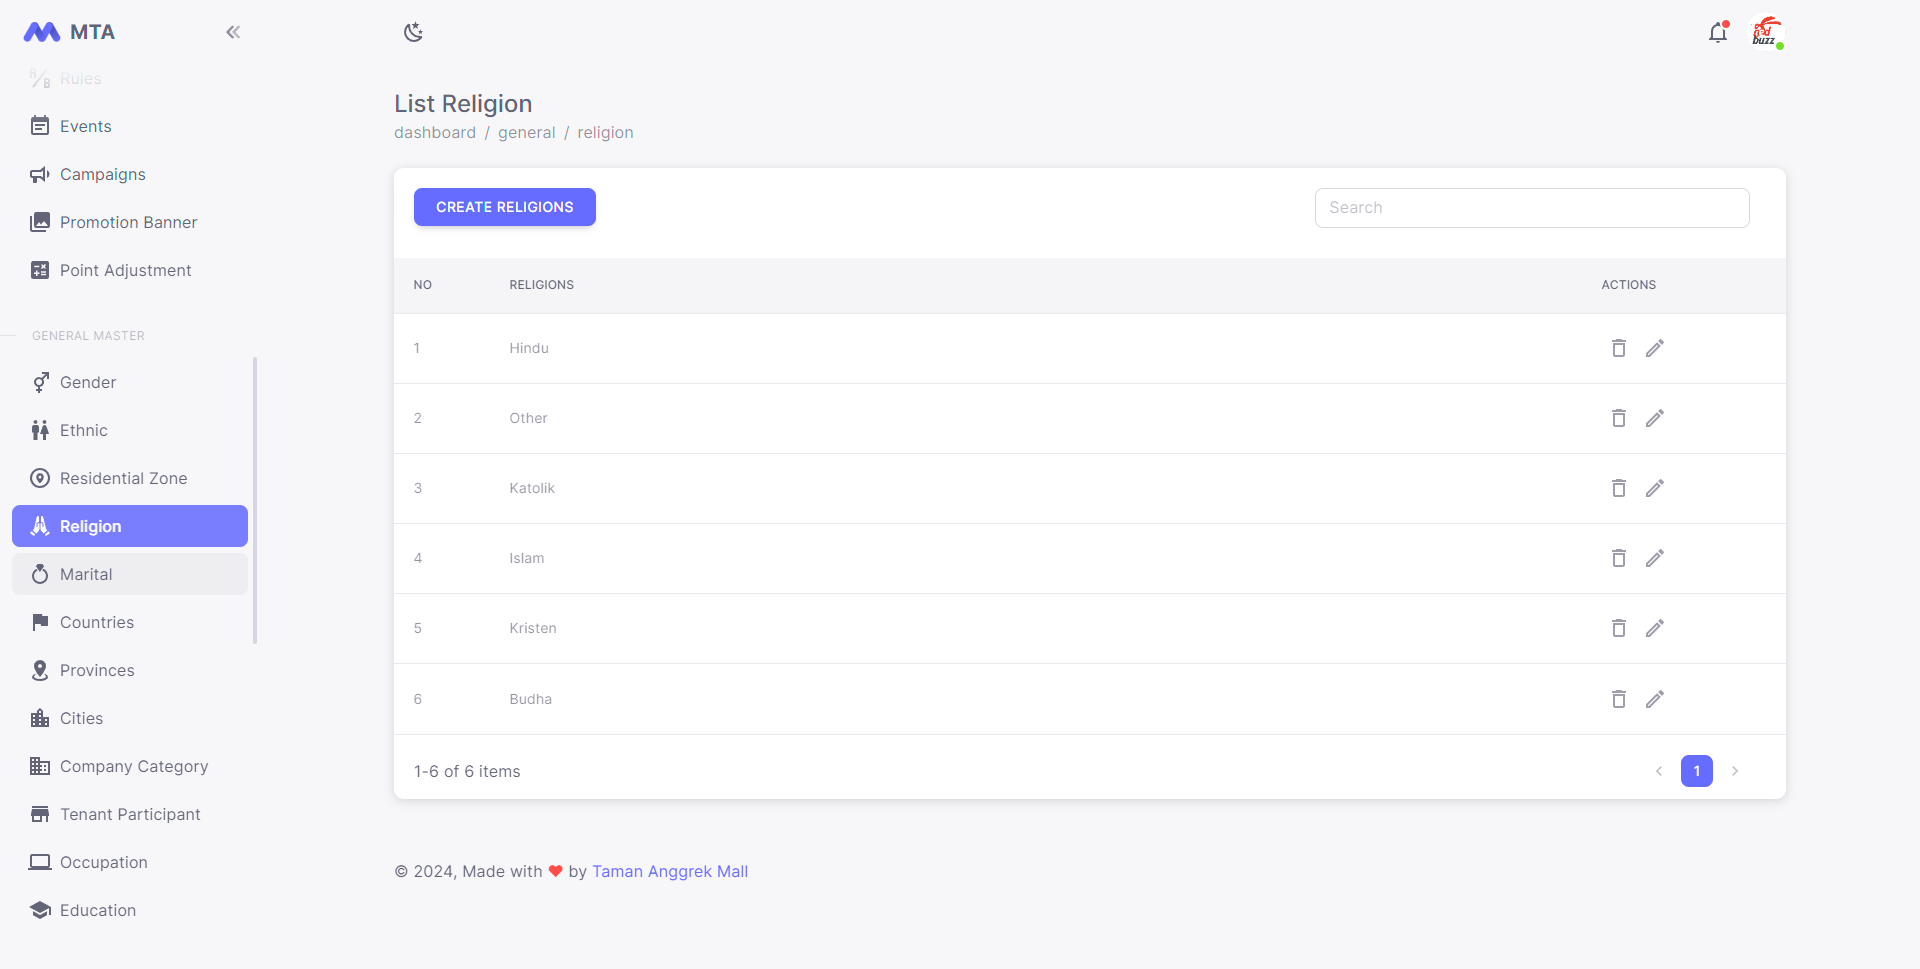 MTA
Rules
Events
Campaigns
Promotion Banner
Point Adjustment
GENERAL MASTER
Gender
Ethnic
Residential Zone
Religion
Marital
Countries
Provinces
Cities
Company Category
Tenant Participant
Occupation
Education
red
buzz
List Religion
dashboard / general / religion
CREATE RELIGIONS
Search
NO RELIGIONS ACTIONS
1 Hindu
2 Other
3 Katolik
4 Islam
5 Kristen
6 Budha
1-6 of 6 items
1
© 2024, Made with ❤ by Taman Anggrek Mall